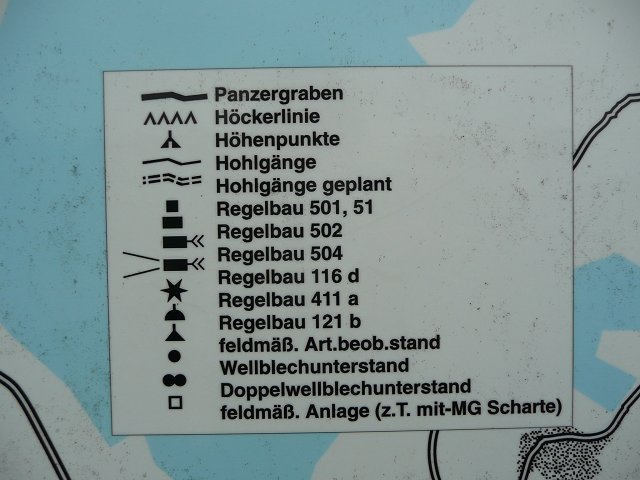 Panzergraben
Höckerlinie
Höhenpunkte
Hohlgänge
Hohlgänge geplant
Regelbau 501, 51
Regelbau 502
Regelbau 504
Regelbau 116 d
Regelbau 411 a
Regelbau 121 b
feldmäß. Art.beob.stand
Wellblechunterstand
Doppelwellblechunterstand
feldmäß. Anlage (z.T. mit-MG Scharte)